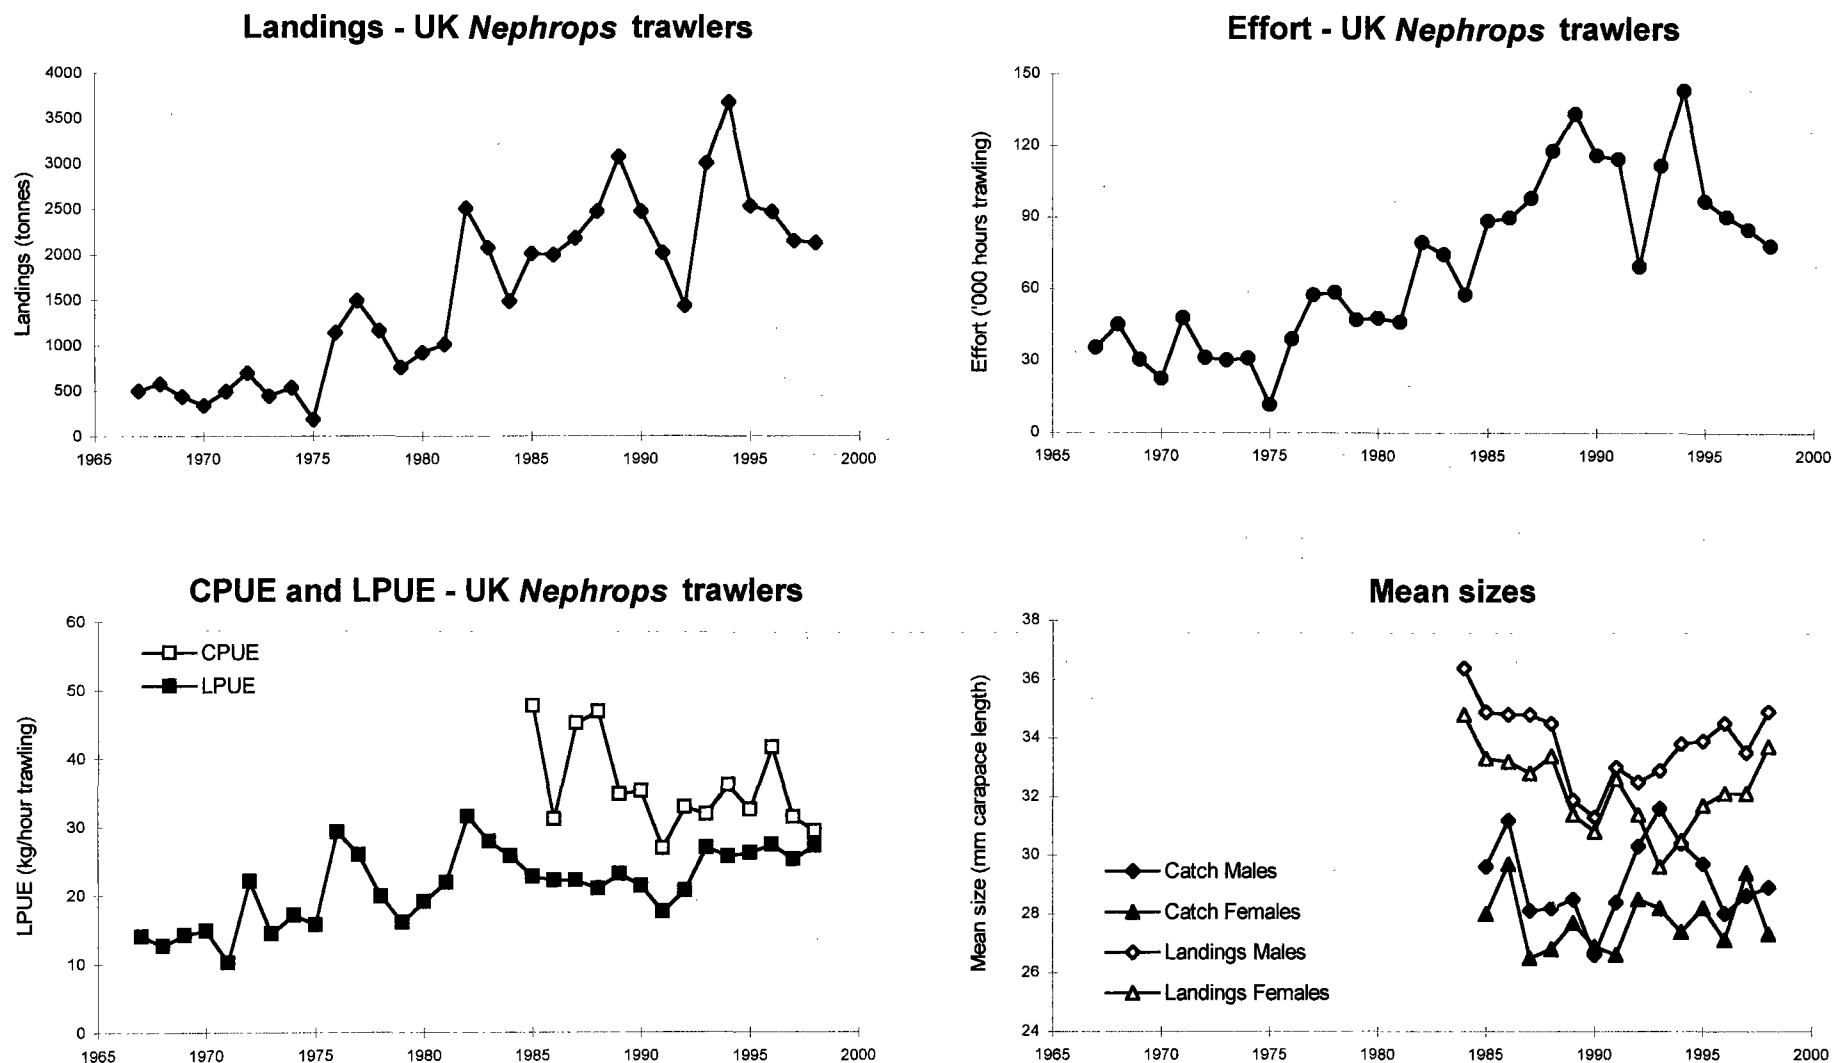 Landings - UK Nephrops trawlers
Landings (tonnes)
4000
3500
3000
2500
2000
1500
1000
500
0
1965 1970 1975 1980 1985 1990 1995 2000
Effort - UK Nephrops trawlers
Effort ('000 hours trawling)
150
120
90
60
30
0
1965 1970 1975 1980 1985 1990 1995 2000
CPUE and LPUE - UK Nephrops trawlers
LPUE (kg/hour trawling)
60
50
40
30
20
10
0
CPUE
LPUE
1965 1970 1975 1980 1985 1990 1995 2000
Mean sizes
Mean size (mm carapace length)
38
36
34
32
30
28
26
24
Catch Males
Catch Females
Landings Males
Landings Females
1965 1970 1975 1980 1985 1990 1995 2000